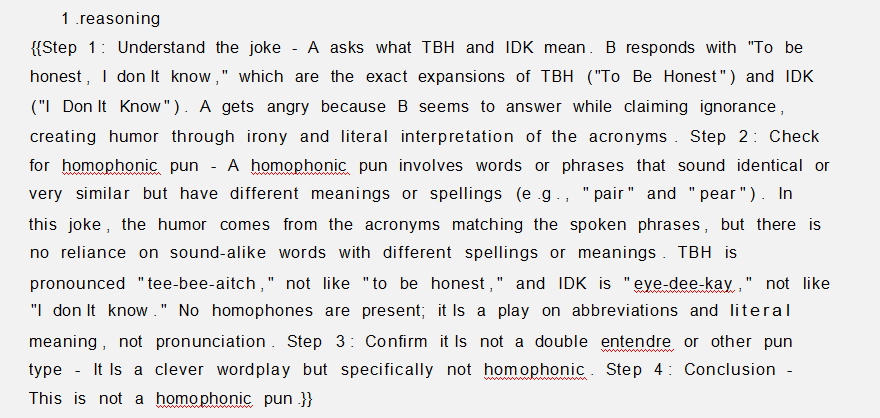 1 .reasoning
{{Step 1: Understand the joke - A asks what TBH and IDK mean. B responds with "To be
honest, I don It know," which are the exact expansions of TBH ("To Be Honest") and IDK
("I Don It Know"). A gets angry because B seems to answer while claiming ignorance,
creating humor through irony and literal interpretation of the acronyms. Step 2: Check
for homophonic pun - A homophonic pun involves words or phrases that sound identical or
very similar but have different meanings or spellings (e.g., "pair" and "pear"). In
this joke, the humor comes from the acronyms matching the spoken phrases, but there is
no reliance on sound-alike words with different spellings or meanings. TBH is
pronounced "tee-bee-aitch," not like "to be honest," and IDK is "eye-dee-kay," not like
"I don It know." No homophones are present; it Is a play on abbreviations and literal
meaning, not pronunciation. Step 3: Confirm it Is not a double entendre or other pun
type - It Is a clever wordplay but specifically not homophonic. Step 4: Conclusion -
This is not a homophonic pun.}}